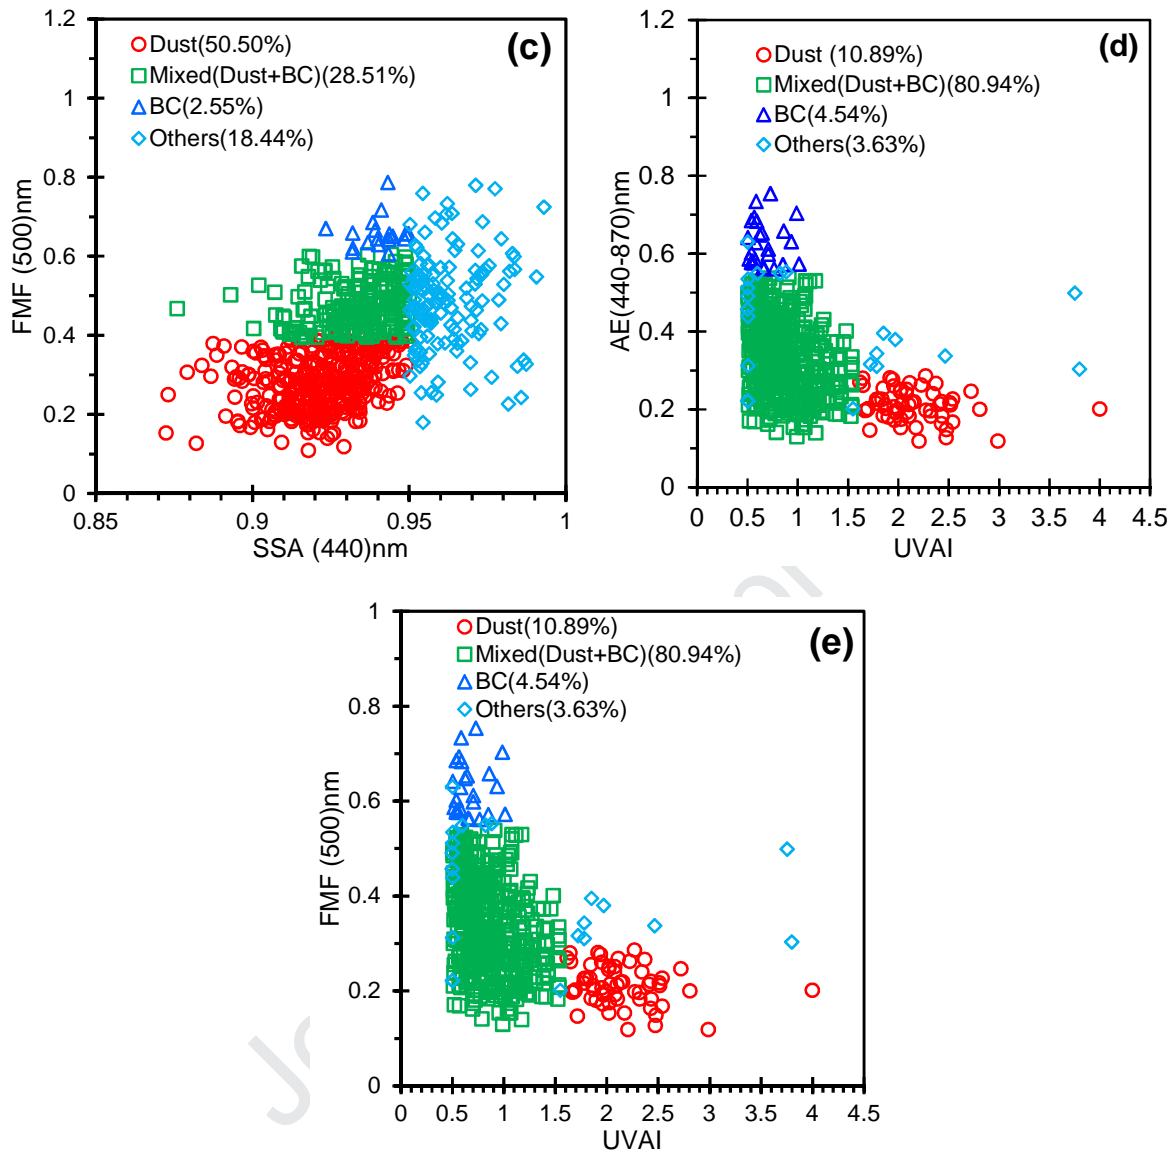 1.2
1
0.8
0.6
0.4
0.2
0
FMF (500)nm
Dust(50.50%)
Mixed(Dust+BC)(28.51%)
BC(2.55%)
Others(18.44%)
(c)
0.85
0.9
0.95
1
SSA (440)nm
1.2
1
0.8
0.6
0.4
0.2
0
AE(440-870)nm
Dust (10.89%)
Mixed(Dust+BC)(80.94%)
BC(4.54%)
Others(3.63%)
(d)
0
0.5
1
1.5
2
2.5
3
3.5
4
4.5
UVAI
1
0.8
0.6
0.4
0.2
0
FMF (500)nm
Dust(10.89%)
Mixed(Dust+BC)(80.94%)
BC(4.54%)
Others(3.63%)
(e)
0
0.5
1
1.5
2
2.5
3
3.5
4
4.5
UVAI